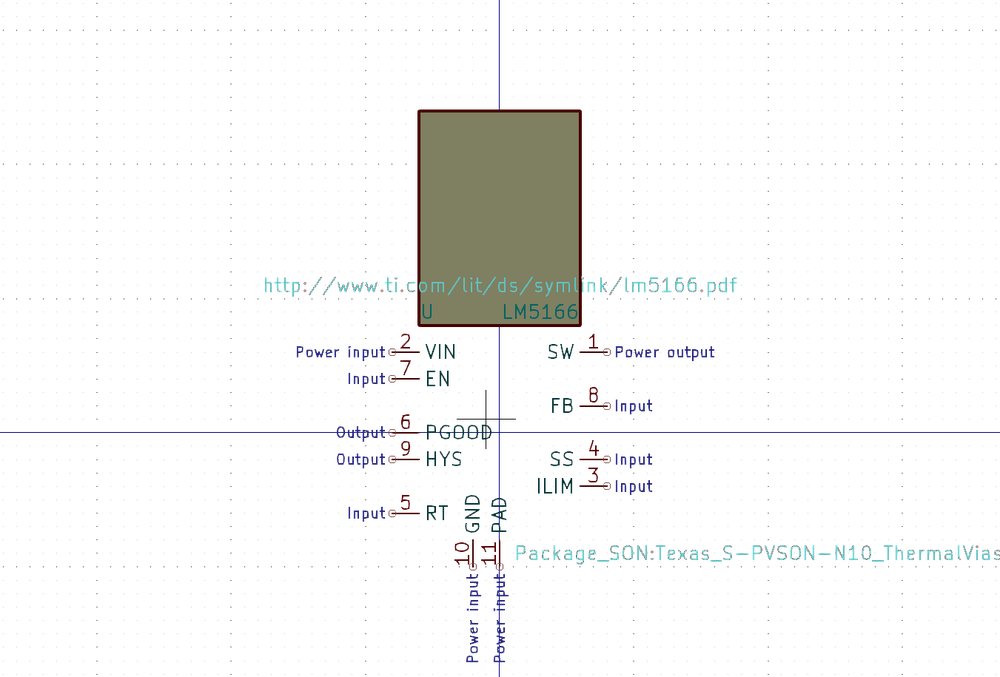 http://www.ti.com/lit/ds/symlink/lm5166.pdf
U LM5166
Power input 2 VIN SW 1 Power output
Input 7 EN
FB 8 Input
Output 6 PGOOD
Output 9 HYS SS 4 Input
ILIM 3 Input
Input 5 RT
GND 10 Power input
PAD 11 Power input
Package_SON:Texas_S-PVSON-N10_ThermalVias